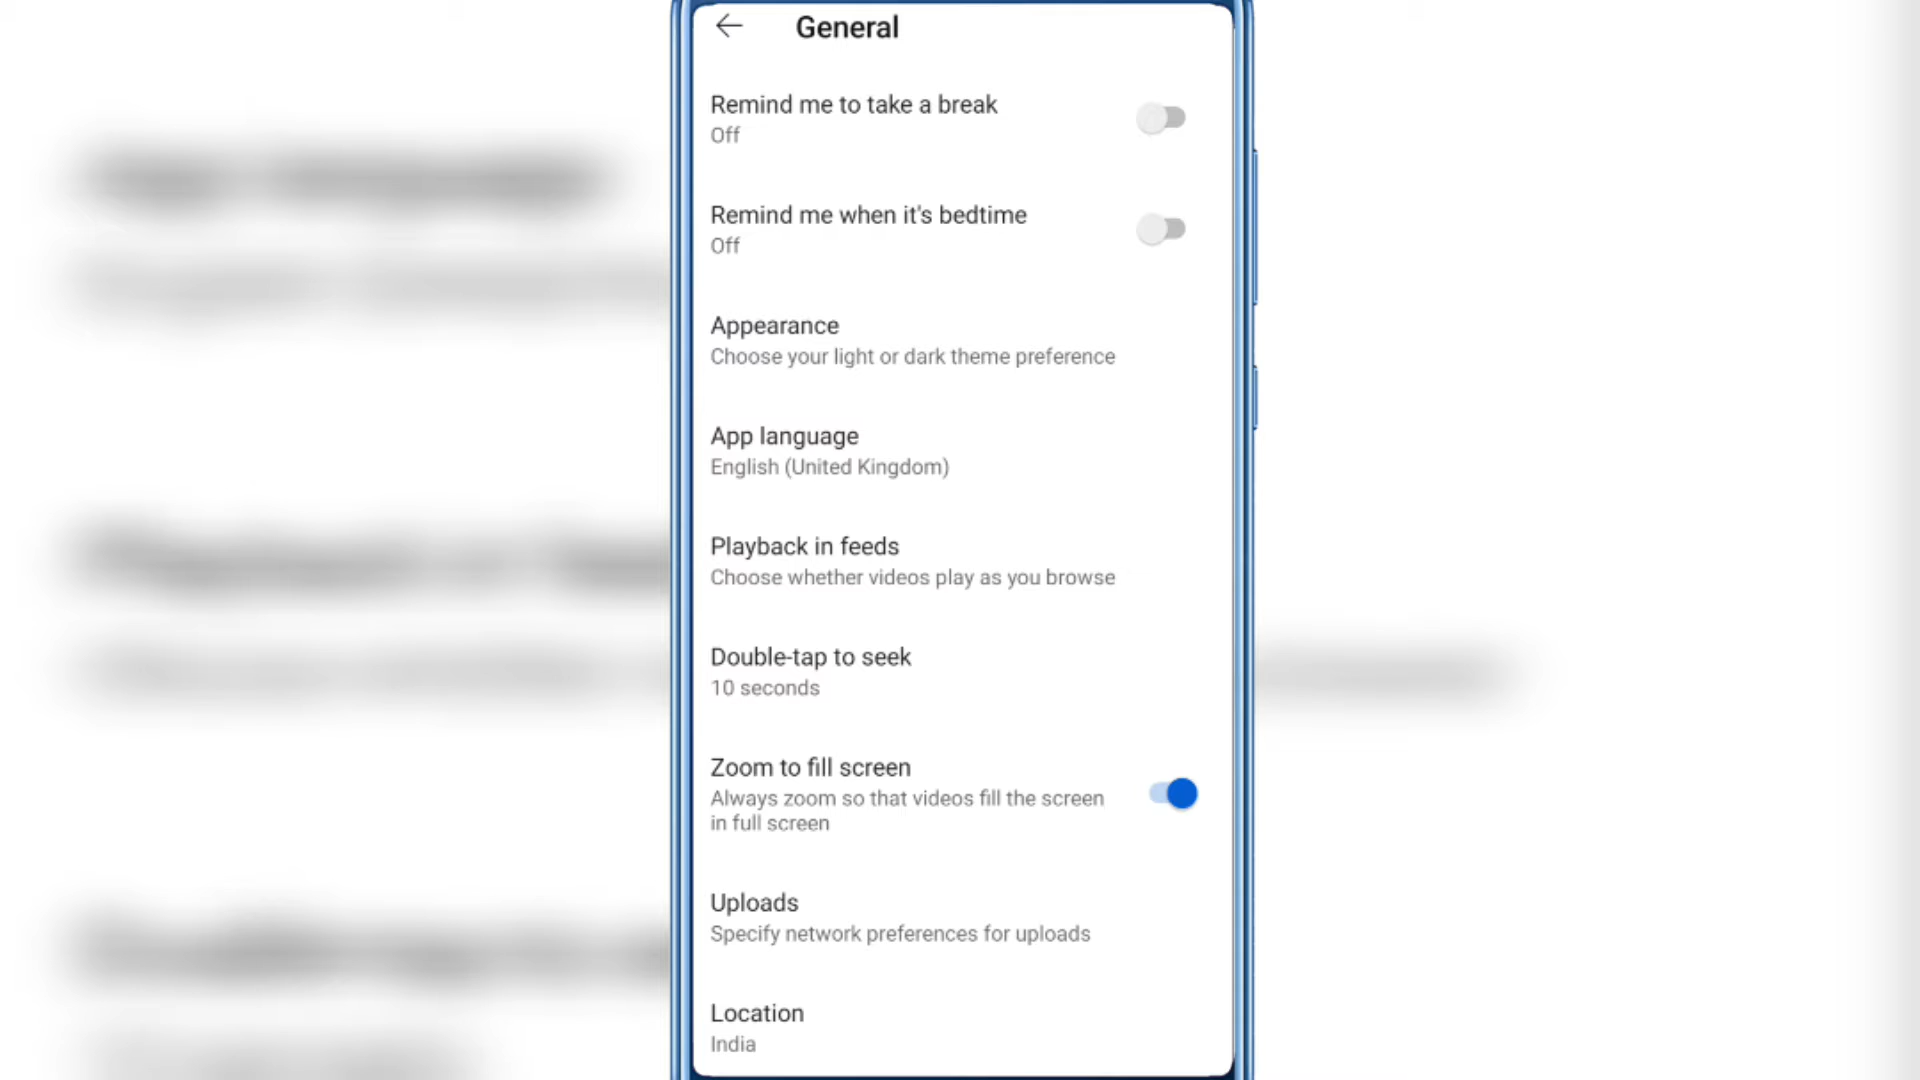 General
Remind me to take a break
Off
Remind me when it's bedtime
Off
Appearance
Choose your light or dark theme preference
App language
English (United Kingdom)
Playback in feeds
Choose whether videos play as you browse
Double-tap to seek
10 seconds
Zoom to fill screen
Always zoom so that videos fill the screen
in full screen
Uploads
Specify network preferences for uploads
Location
India